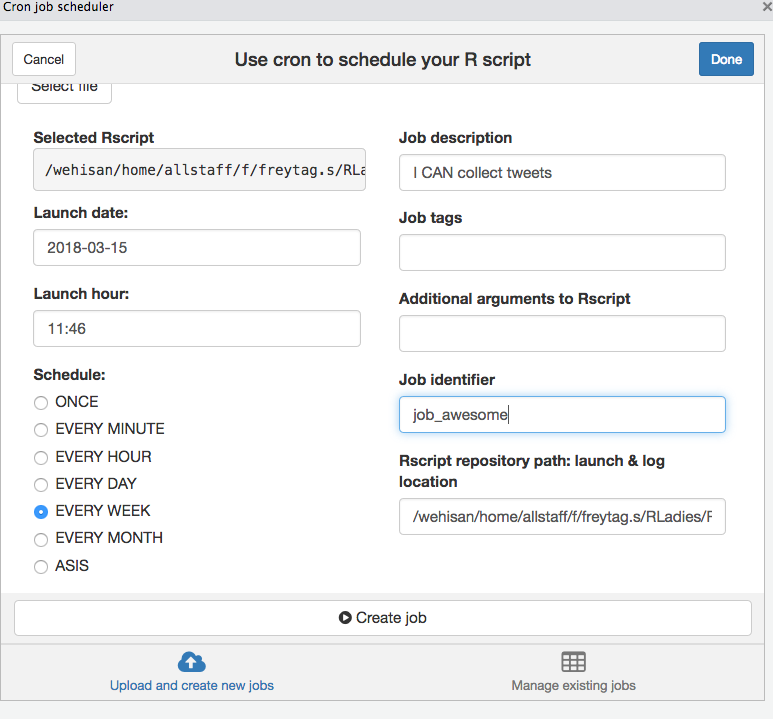 Cron job scheduler
Cancel
Use cron to schedule your R script
Done
Select file
Selected Rscript
/wehisan/home/allstaff/f/freytag.s/RLa
Launch date:
2018-03-15
Launch hour:
11:46
Schedule:
ONCE
EVERY MINUTE
EVERY HOUR
EVERY DAY
EVERY WEEK
EVERY MONTH
ASIS
Job description
I CAN collect tweets
Job tags
Additional arguments to Rscript
Job identifier
job_awesome
Rscript repository path: launch & log
location
/wehisan/home/allstaff/f/freytag.s/RLadies/F
Create job
Upload and create new jobs
Manage existing jobs